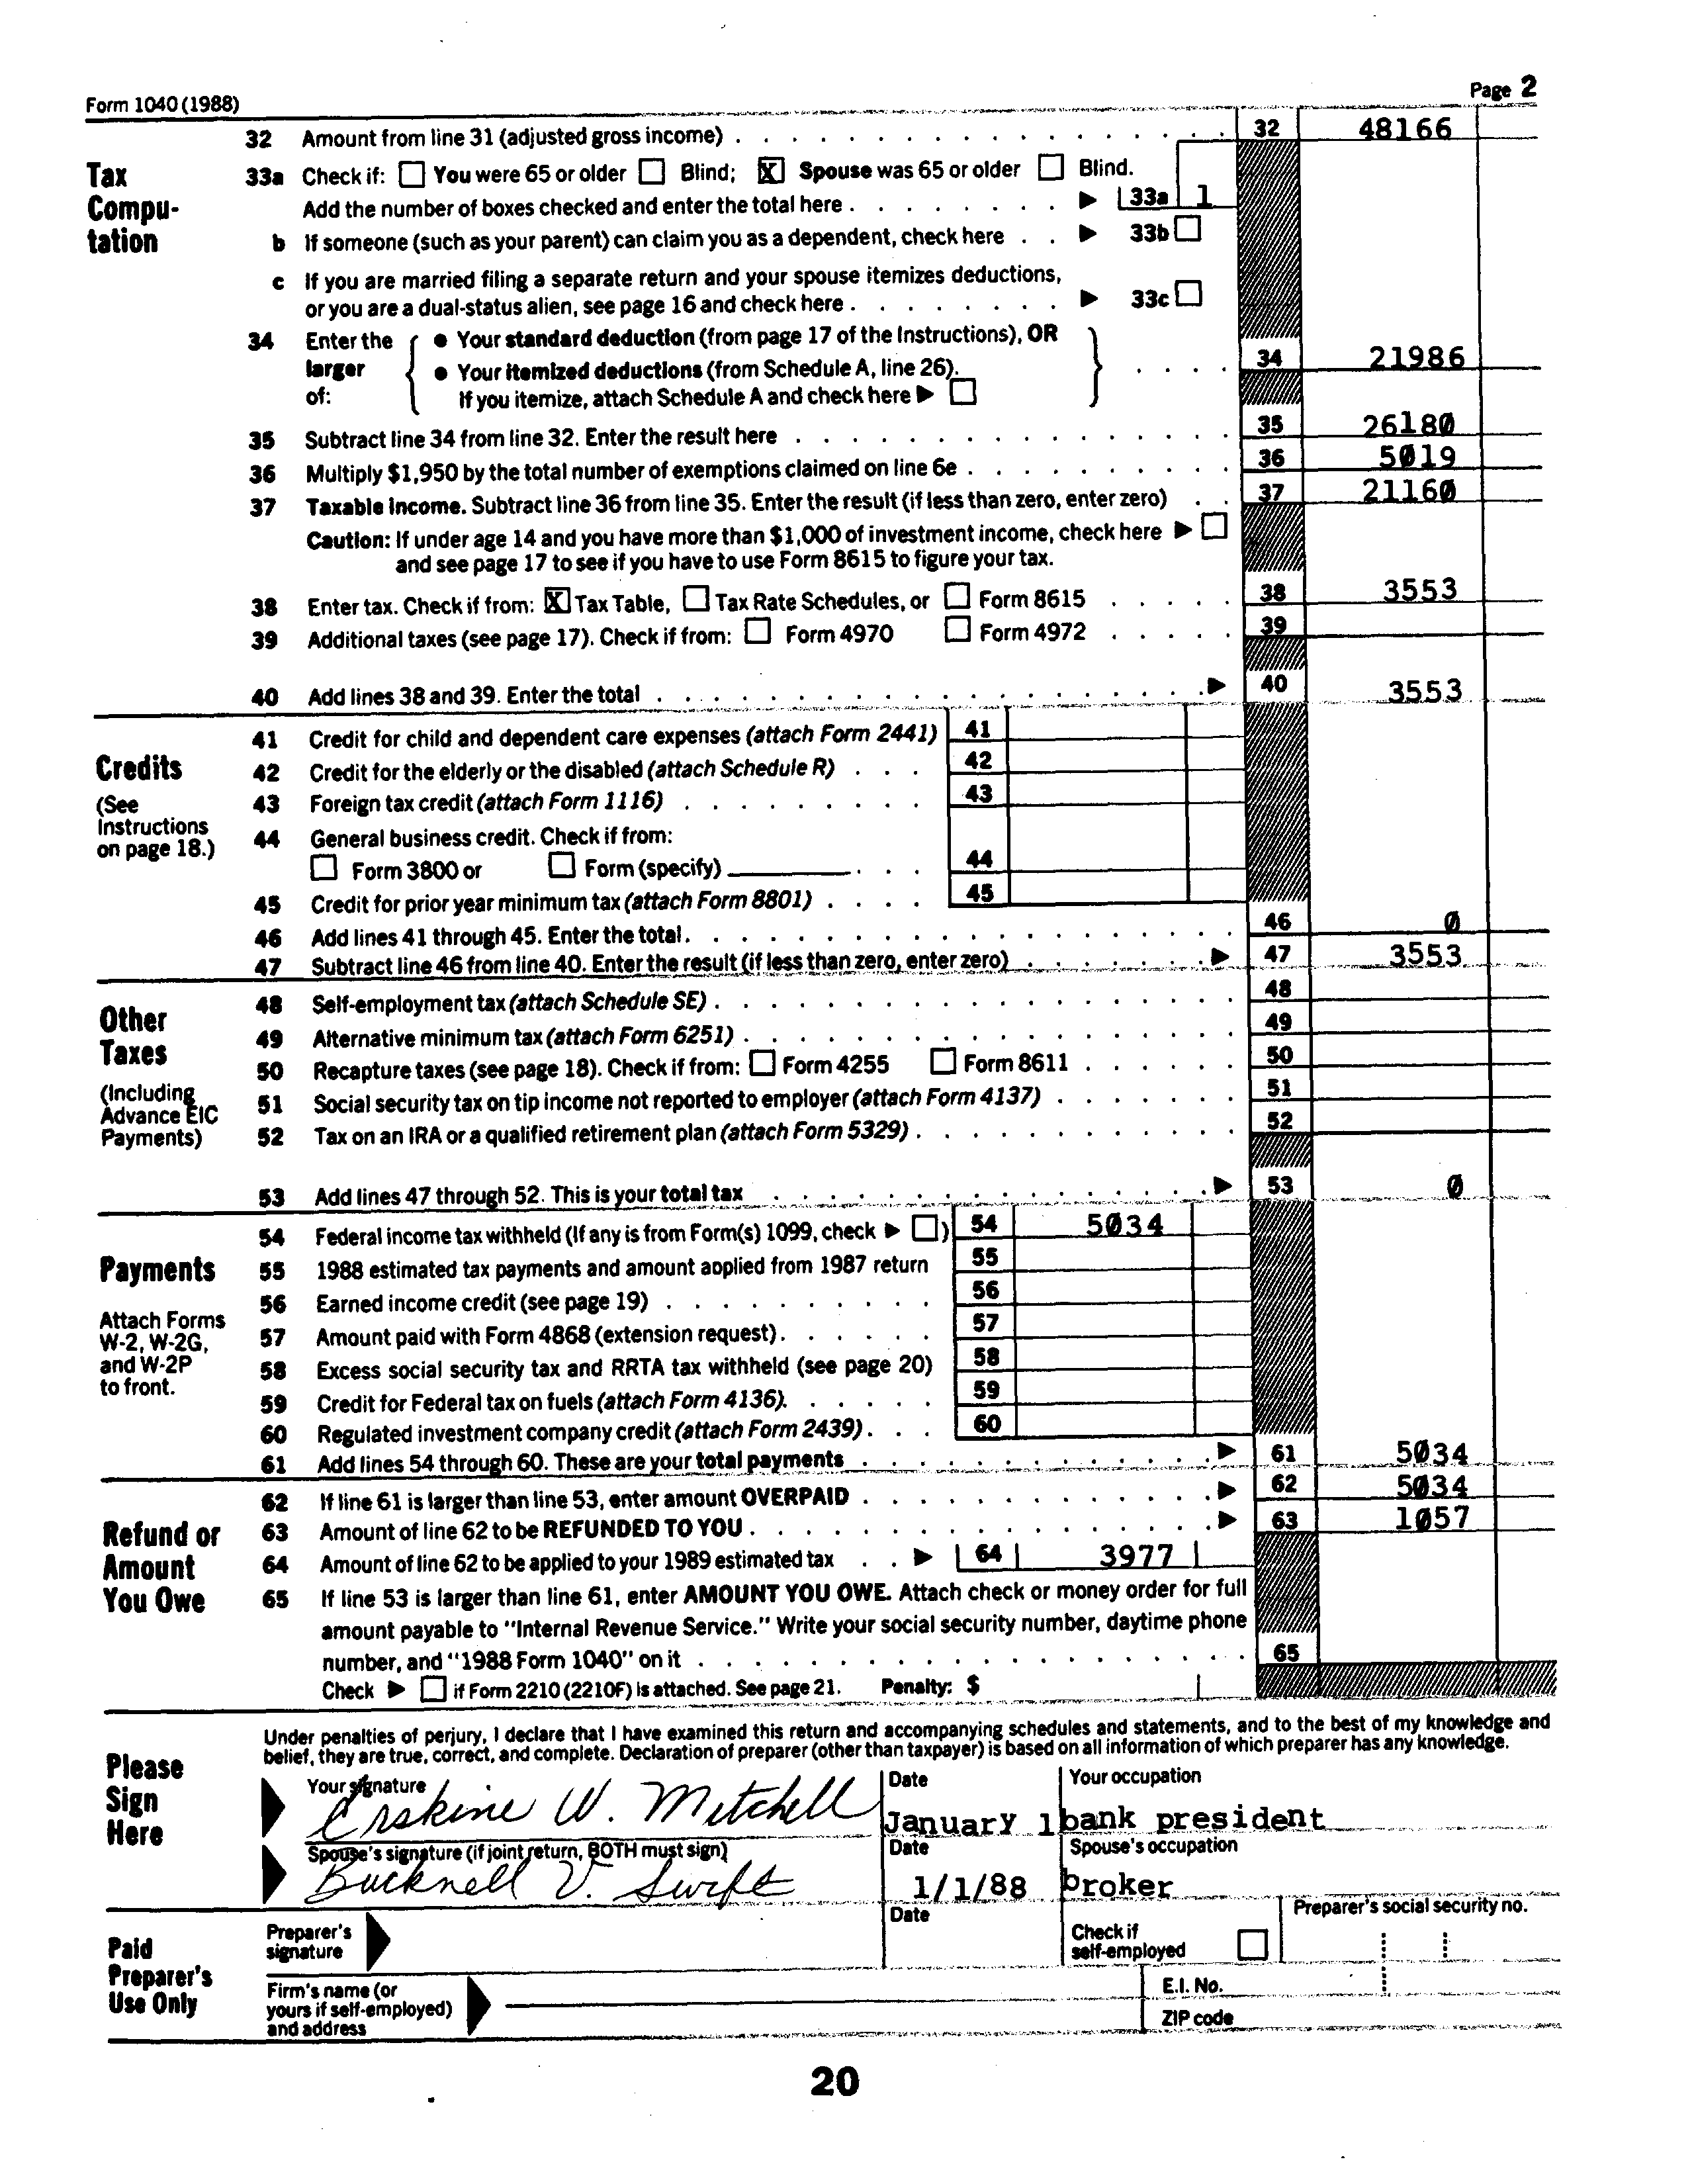 Form 1040 (1988) Page 2
32 Amount from line 31 (adjusted gross income) 32 48166
Tax Compu-tation
33a Check if: You were 65 or older Blind; X Spouse was 65 or older Blind.
Add the number of boxes checked and enter the total here 33a 1
b If someone (such as your parent) can claim you as a dependent, check here 33b
c If you are married filing a separate return and your spouse itemizes deductions,
or you are a dual-status alien, see page 16 and check here 33c
34 Enter the larger of:
• Your standard deduction (from page 17 of the Instructions), OR
• Your itemized deductions (from Schedule A, line 26). 34 21986
If you itemize, attach Schedule A and check here
35 Subtract line 34 from line 32. Enter the result here 35 26180
36 Multiply $1,950 by the total number of exemptions claimed on line 6e 36 5019
37 Taxable income. Subtract line 36 from line 35. Enter the result (if less than zero, enter zero) 37 21160
Caution: If under age 14 and you have more than $1,000 of investment income, check here
and see page 17 to see if you have to use Form 8615 to figure your tax.
38 Enter tax. Check if from: X Tax Table, Tax Rate Schedules, or Form 8615 38 3553
39 Additional taxes (see page 17). Check if from: Form 4970 Form 4972 39
40 Add lines 38 and 39. Enter the total 40 3553
Credits
(See Instructions on page 18.)
41 Credit for child and dependent care expenses (attach Form 2441) 41
42 Credit for the elderly or the disabled (attach Schedule R) 42
43 Foreign tax credit (attach Form 1116) 43
44 General business credit. Check if from:
Form 3800 or Form (specify) 44
45 Credit for prior year minimum tax (attach Form 8801) 45
46 Add lines 41 through 45. Enter the total. 46 0
47 Subtract line 46 from line 40. Enter the result (if less than zero, enter zero) 47 3553
Other Taxes
(Including Advance EIC Payments)
48 Self-employment tax (attach Schedule SE) 48
49 Alternative minimum tax (attach Form 6251) 49
50 Recapture taxes (see page 18). Check if from: Form 4255 Form 8611 50
51 Social security tax on tip income not reported to employer (attach Form 4137) 51
52 Tax on an IRA or a qualified retirement plan (attach Form 5329) 52
53 Add lines 47 through 52. This is your total tax 53 0
Payments
Attach Forms W-2, W-2G, and W-2P to front.
54 Federal income tax withheld (If any is from Form(s) 1099, check ) 54 5034
55 1988 estimated tax payments and amount applied from 1987 return 55
56 Earned income credit (see page 19) 56
57 Amount paid with Form 4868 (extension request) 57
58 Excess social security tax and RRTA tax withheld (see page 20) 58
59 Credit for Federal tax on fuels (attach Form 4136). 59
60 Regulated investment company credit (attach Form 2439) 60
61 Add lines 54 through 60. These are your total payments 61 5034
Refund or Amount You Owe
62 If line 61 is larger than line 53, enter amount OVERPAID 62 5034
63 Amount of line 62 to be REFUNDED TO YOU 63 1057
64 Amount of line 62 to be applied to your 1989 estimated tax 64 3977
65 If line 53 is larger than line 61, enter AMOUNT YOU OWE. Attach check or money order for full
amount payable to "Internal Revenue Service." Write your social security number, daytime phone
number, and "1988 Form 1040" on it 65
Check if Form 2210 (2210F) is attached. See page 21. Penalty: $
Please Sign Here
Under penalties of perjury, I declare that I have examined this return and accompanying schedules and statements, and to the best of my knowledge and
belief, they are true, correct, and complete. Declaration of preparer (other than taxpayer) is based on all information of which preparer has any knowledge.
Your signature Date Your occupation
Erskine W. Mitchell January 1 bank president
Spouse's signature (if joint return, BOTH must sign) Date Spouse's occupation
Bucknell V. Swift 1/1/88 broker
Paid Preparer's Use Only
Preparer's signature Date Check if self-employed Preparer's social security no.
Firm's name (or yours if self-employed) and address E.I. No.
ZIP code
20